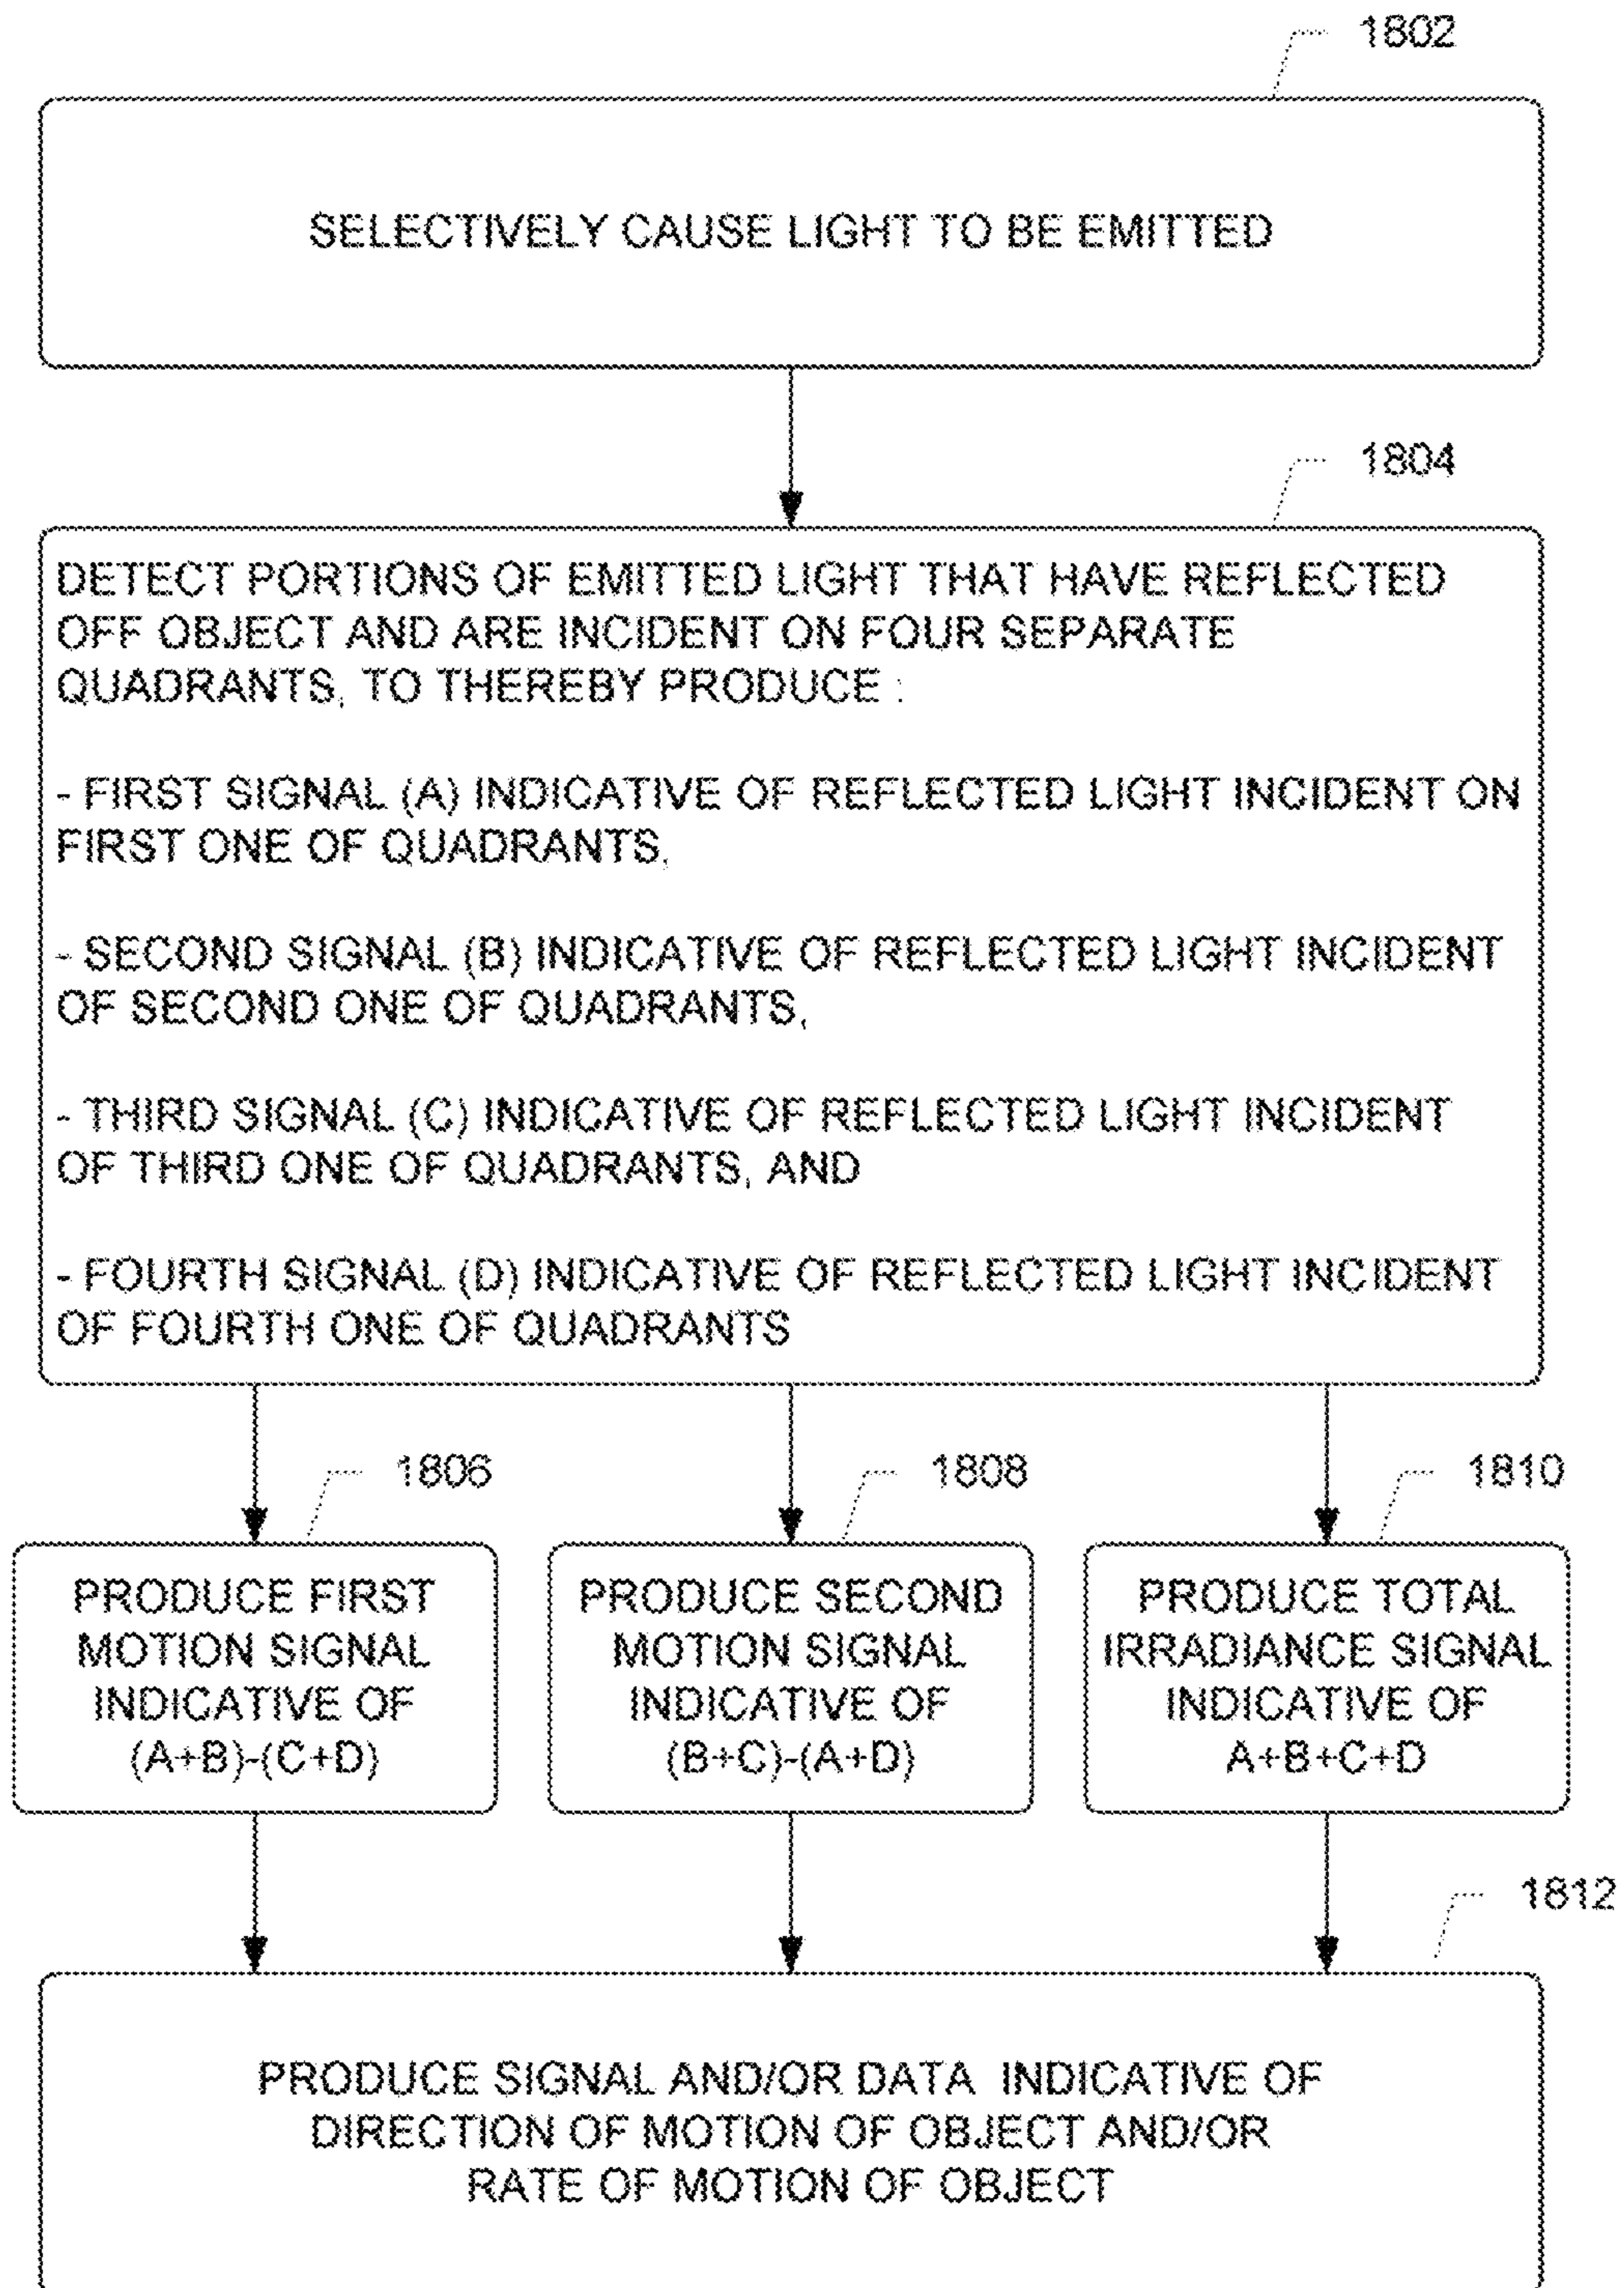 1802
SELECTIVELY CAUSE LIGHT TO BE EMITTED
1804
DETECT PORTIONS OF EMITTED LIGHT THAT HAVE REFLECTED
OFF OBJECT AND ARE INCIDENT ON FOUR SEPARATE
QUADRANTS, TO THEREBY PRODUCE :
- FIRST SIGNAL (A) INDICATIVE OF REFLECTED LIGHT INCIDENT ON
FIRST ONE OF QUADRANTS,
- SECOND SIGNAL (B) INDICATIVE OF REFLECTED LIGHT INCIDENT
OF SECOND ONE OF QUADRANTS,
- THIRD SIGNAL (C) INDICATIVE OF REFLECTED LIGHT INCIDENT
OF THIRD ONE OF QUADRANTS, AND
- FOURTH SIGNAL (D) INDICATIVE OF REFLECTED LIGHT INCIDENT
OF FOURTH ONE OF QUADRANTS
1806
PRODUCE FIRST
MOTION SIGNAL
INDICATIVE OF
(A+B)-(C+D)
1808
PRODUCE SECOND
MOTION SIGNAL
INDICATIVE OF
(B+C)-(A+D)
1810
PRODUCE TOTAL
IRRADIANCE SIGNAL
INDICATIVE OF
A+B+C+D
1812
PRODUCE SIGNAL AND/OR DATA INDICATIVE OF
DIRECTION OF MOTION OF OBJECT AND/OR
RATE OF MOTION OF OBJECT